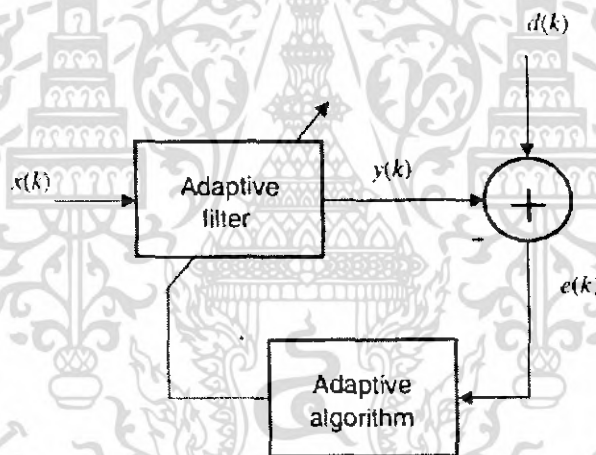 d(k)
x(k)
Adaptive
filter
y(k)
+
-
e(k)
Adaptive
algorithm